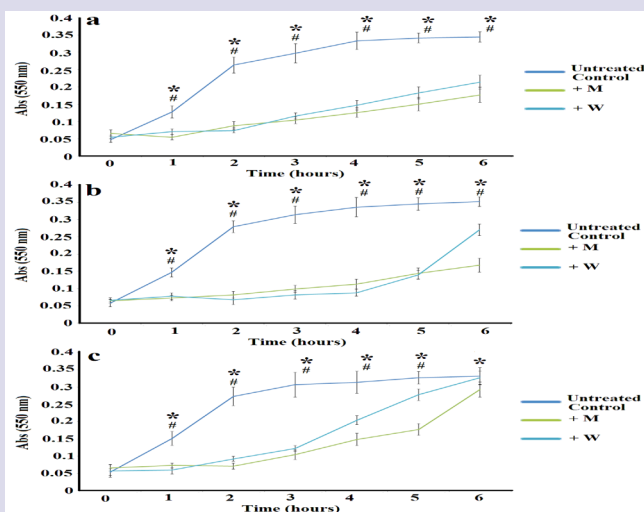 a
* * * * * *
# # # # # #
0.4
0.35
0.3
0.25
0.2
0.15
0.1
0.05
0
Abs (550 nm)
0 1 2 3 4 5 6
Time (hours)
Untreated
Control
+ M
+ W
b
* * * * * *
# # # # # #
0.4
0.35
0.3
0.25
0.2
0.15
0.1
0.05
0
Abs (550 nm)
0 1 2 3 4 5 6
Time (hours)
Untreated
Control
+ M
+ W
c
* * * * * *
# # # # #
0.4
0.35
0.3
0.25
0.2
0.15
0.1
0.05
0
Abs (550 nm)
0 1 2 3 4 5 6
Time (hours)
Untreated
Control
+ M
+ W